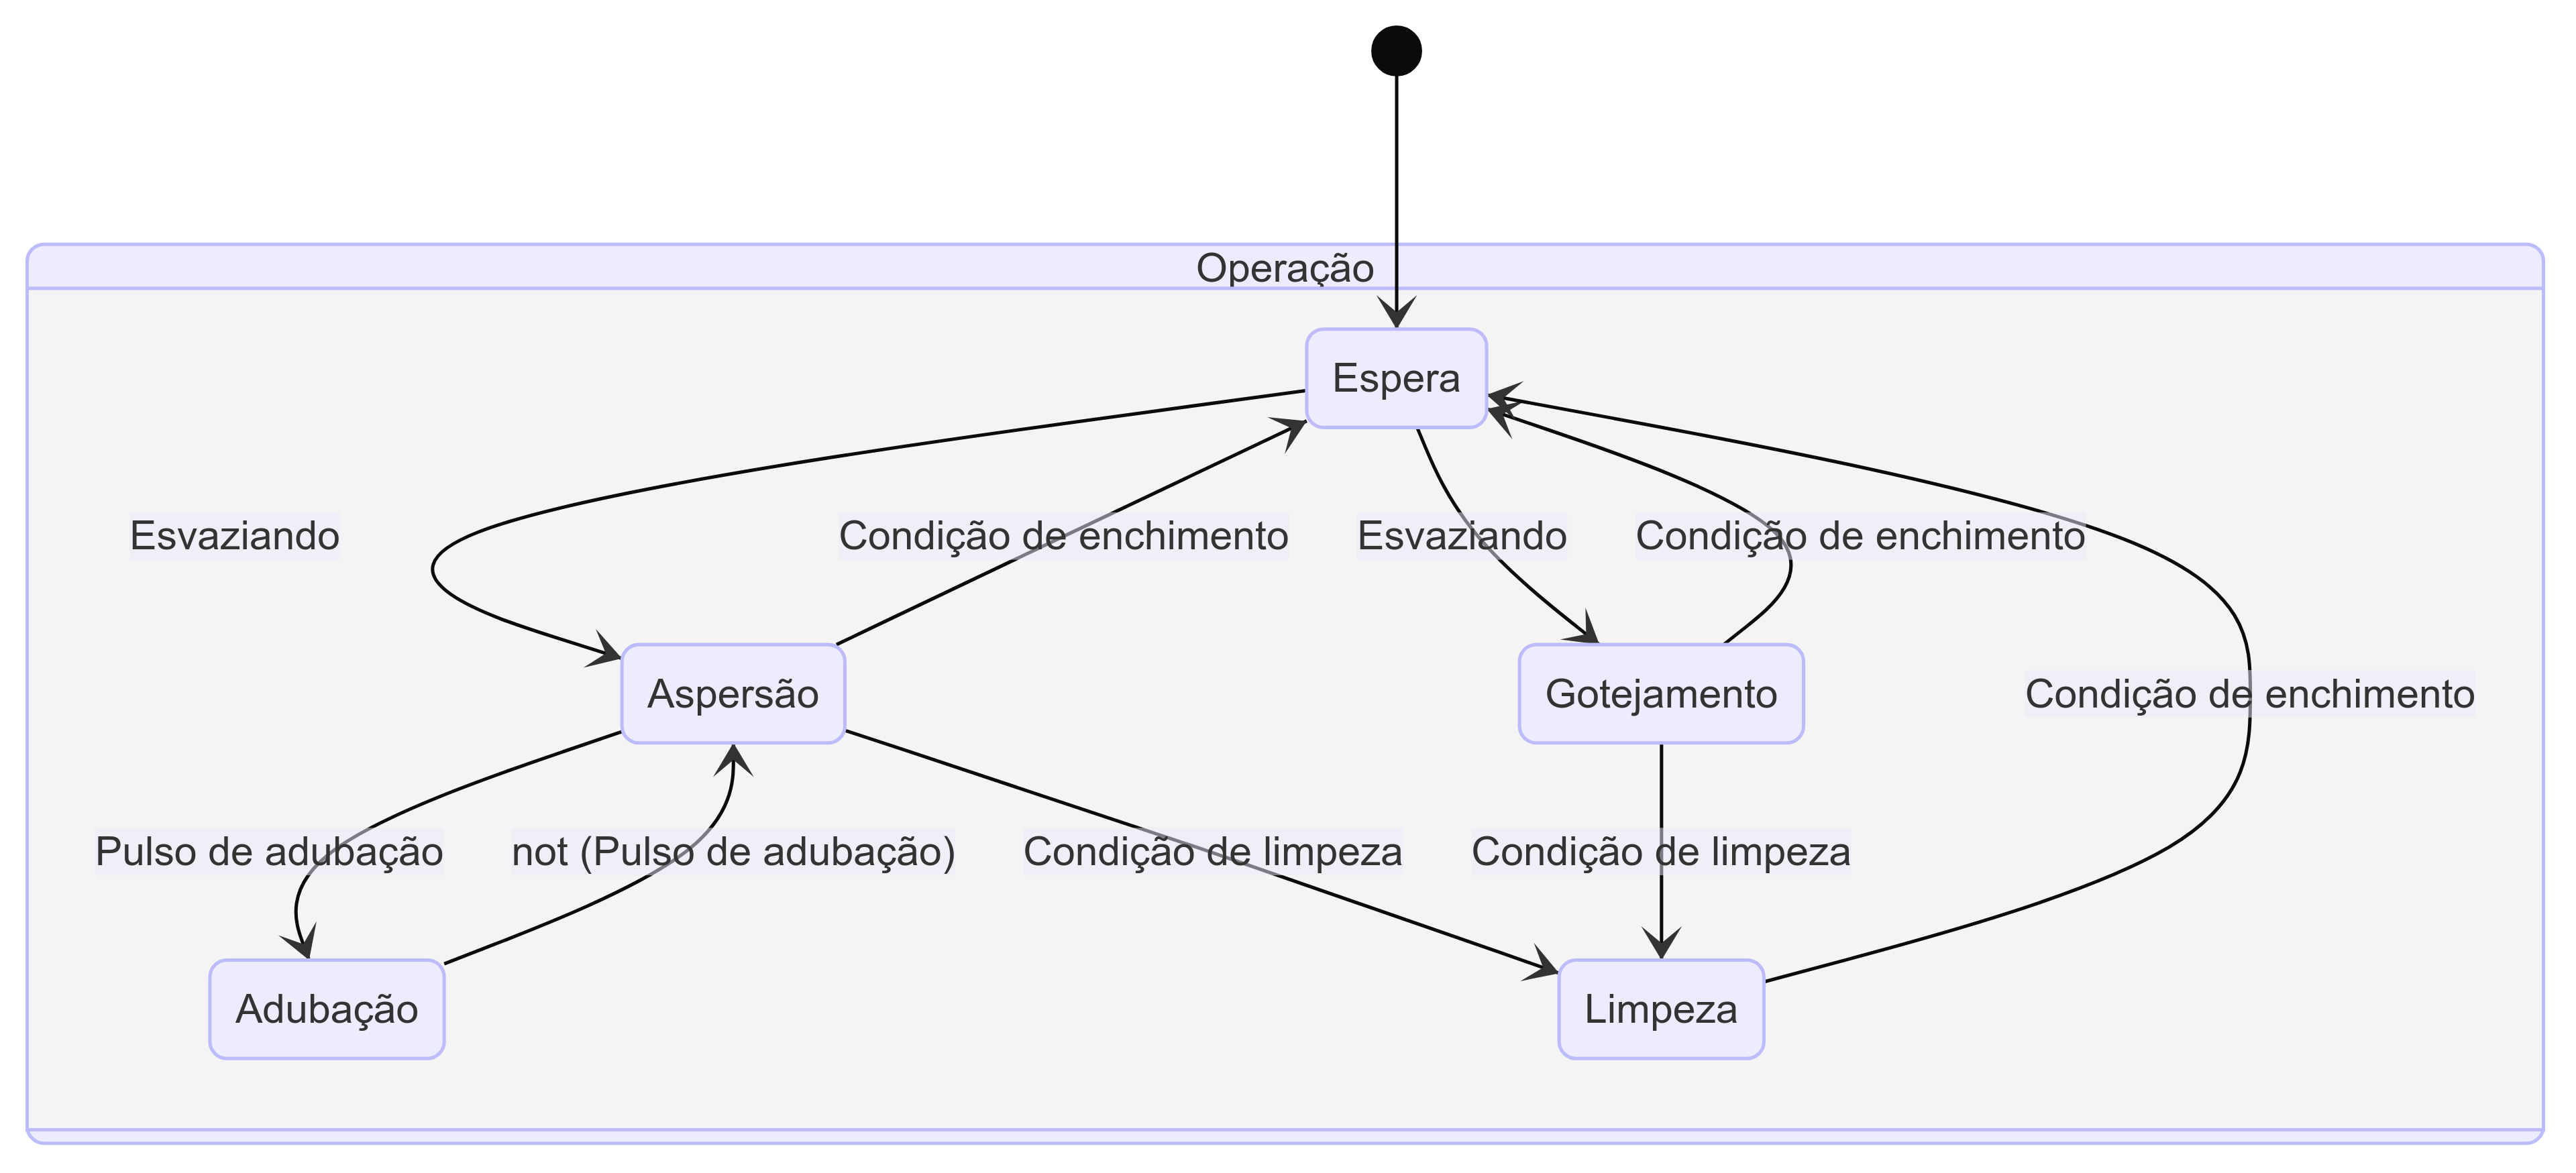 Operação
Espera
Esvaziando
Condição de enchimento
Esvaziando
Condição de enchimento
Aspersão
Gotejamento
Condição de enchimento
Pulso de adubação
not (Pulso de adubação)
Condição de limpeza
Condição de limpeza
Adubação
Limpeza